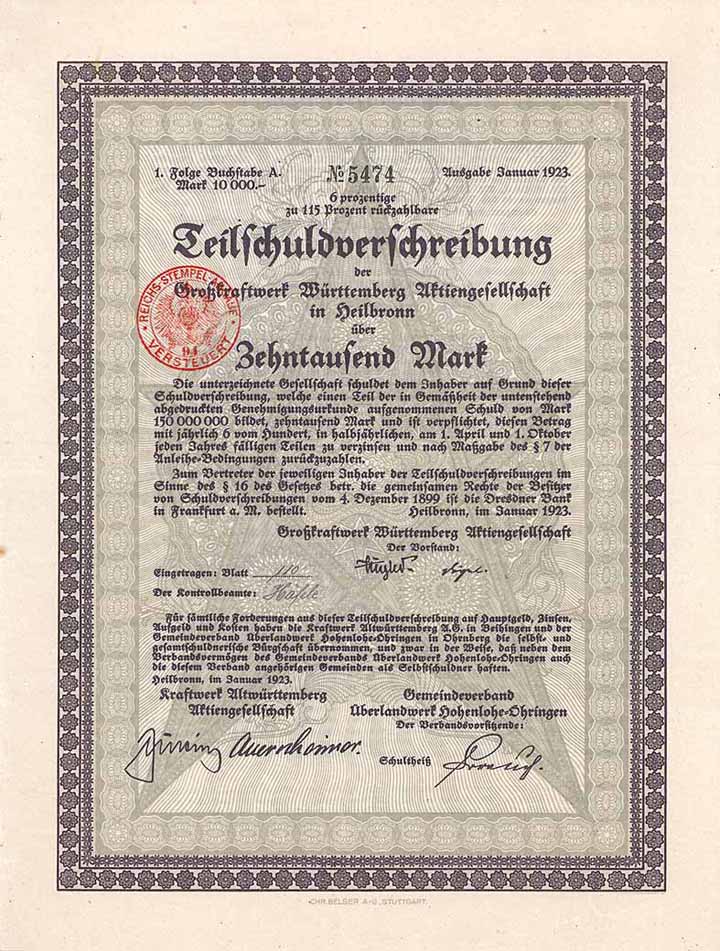 1. Folge Buchstabe A.
Mark 10 000.-
№ 5474
Ausgabe Januar 1923.
6 prozentige
zu 115 Prozent rückzahlbare
Teilschuldverschreibung
der
Großkraftwerk Württemberg Aktiengesellschaft
in Heilbronn
über
Zehntausend Mark
REICHS-STEMPEL-ABGABE
94
VERSTEUERT
Die unterzeichnete Gesellschaft schuldet dem Inhaber auf Grund dieser
Schuldverschreibung, welche einen Teil der in Gemäßheit der untenstehend
abgedruckten Genehmigungsurkunde aufgenommenen Schuld von Mark
150 000 000 bildet, zehntausend Mark und ist verpflichtet, diesen Betrag
mit jährlich 6 vom Hundert, in halbjährlichen, am 1. April und 1. Oktober
jeden Jahres fälligen Teilen zu verzinsen und nach Maßgabe des § 7 der
Anleihe-Bedingungen zurückzuzahlen.
Zum Vertreter der jeweiligen Inhaber der Teilschuldverschreibungen im
Sinne des § 16 des Gesetzes betr. die gemeinsamen Rechte der Besitzer
von Schuldverschreibungen vom 4. Dezember 1899 ist die Dresdner Bank
in Frankfurt a. M. bestellt. Heilbronn, im Januar 1923.
Großkraftwerk Württemberg Aktiengesellschaft
Der Vorstand:
Eingetragen: Blatt 110
Der Kontrollbeamte:
Für sämtliche Forderungen aus dieser Teilschuldverschreibung auf Hauptgeld, Zinsen,
Aufgeld und Kosten haben die Kraftwerk Altwürttemberg A.G. in Beihingen und der
Gemeindeverband Überlandwerk Hohenlohe-Öhringen in Ohrnberg die selbst- und
gesamtschuldnerische Bürgschaft übernommen, und zwar in der Weise, daß neben dem
Verbandsvermögen des Gemeindeverbands Überlandwerk Hohenlohe-Öhringen auch
die diesem Verband angehörigen Gemeinden als Selbstschuldner haften.
Heilbronn, im Januar 1923.
Kraftwerk Altwürttemberg
Aktiengesellschaft
Gemeindeverband
Überlandwerk Hohenlohe-Öhringen
Der Verbandsvorsitzende:
Schultheiß
CHR. BELSER A-G., STUTTGART.